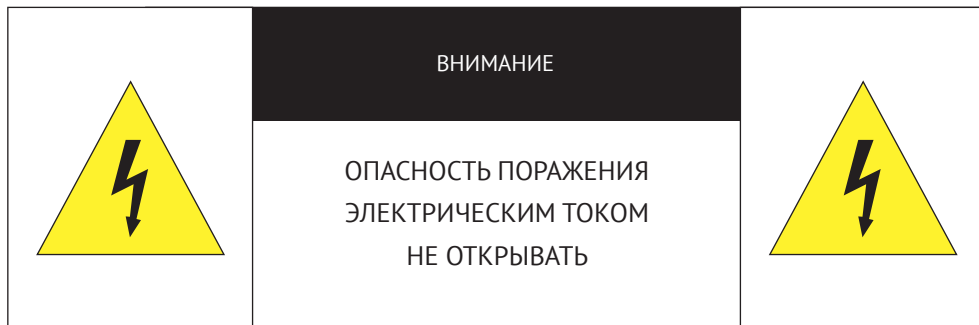 ВНИМАНИЕ
ОПАСНОСТЬ ПОРАЖЕНИЯ
ЭЛЕКТРИЧЕСКИМ ТОКОМ
НЕ ОТКРЫВАТЬ